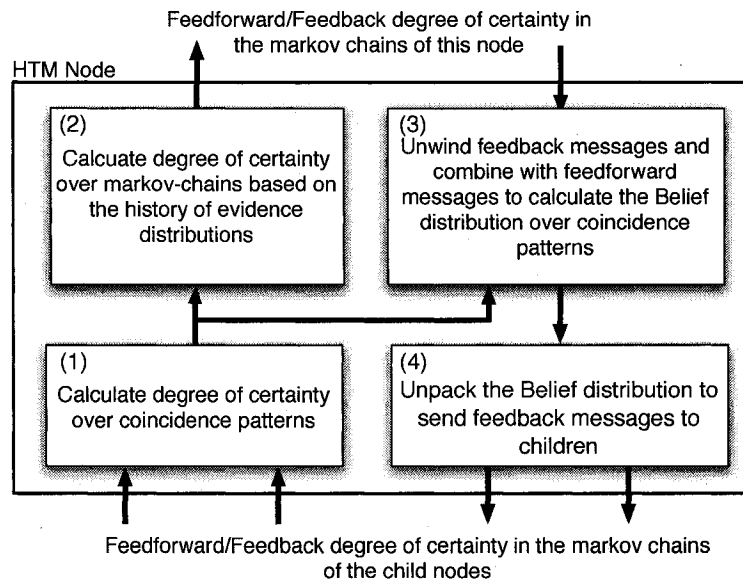 Feedforward/Feedback degree of certainty in
the markov chains of this node
HTM Node
(2)
Calcuate degree of certainty
over markov-chains based on
the history of evidence
distributions
(3)
Unwind feedback messages and
combine with feedforward
messages to calculate the Belief
distribution over coincidence
patterns
(1)
Calculate degree of certainty
over coincidence patterns
(4)
Unpack the Belief distribution to
send feedback messages to
children
Feedforward/Feedback degree of certainty in the markov chains
of the child nodes